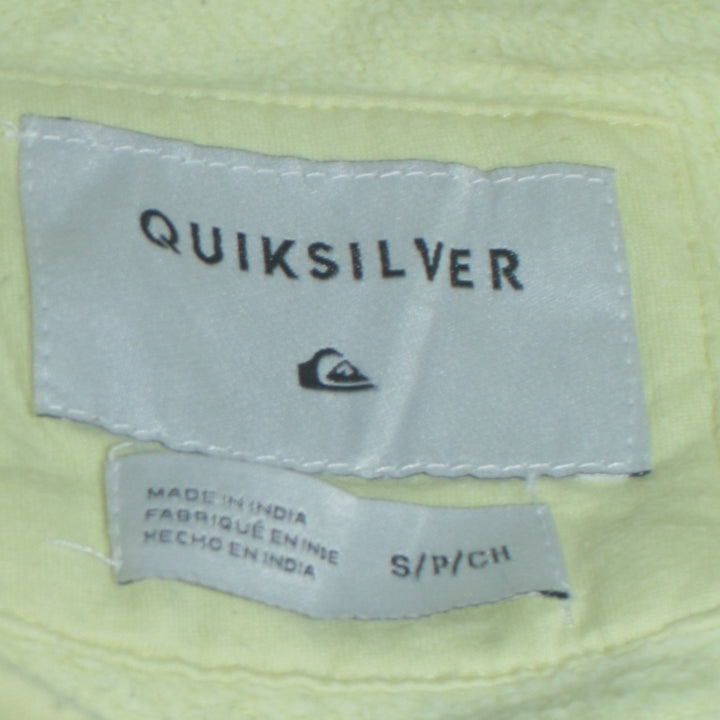 QUIKSILVER
MADE IN INDIA
FABRIQUÉ EN INDE
HECHO EN INDIA
S/P/CH